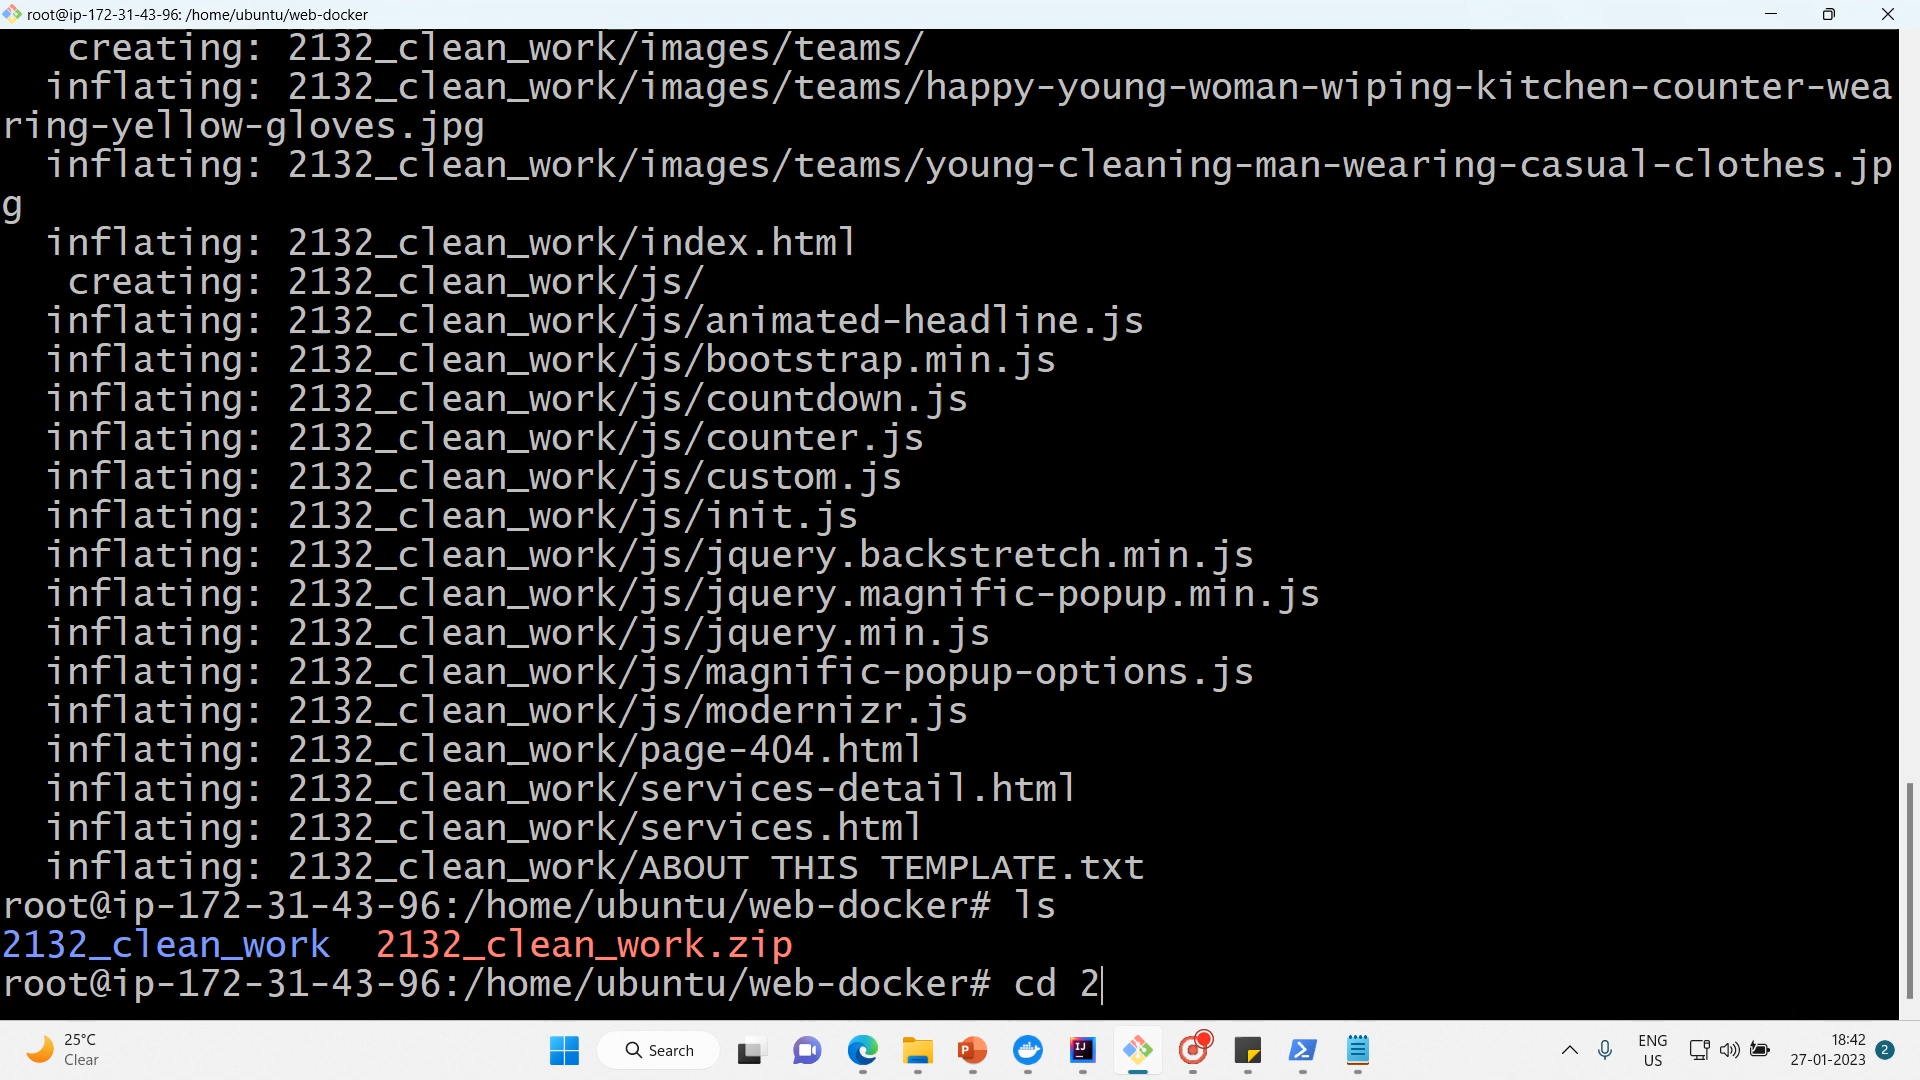 root@ip-172-31-43-96: /home/ubuntu/web-docker
creating: 2132_clean_work/images/teams/
inflating: 2132_clean_work/images/teams/happy-young-woman-wiping-kitchen-counter-wea
ring-yellow-gloves.jpg
inflating: 2132_clean_work/images/teams/young-cleaning-man-wearing-casual-clothes.jp
g
inflating: 2132_clean_work/index.html
creating: 2132_clean_work/js/
inflating: 2132_clean_work/js/animated-headline.js
inflating: 2132_clean_work/js/bootstrap.min.js
inflating: 2132_clean_work/js/countdown.js
inflating: 2132_clean_work/js/counter.js
inflating: 2132_clean_work/js/custom.js
inflating: 2132_clean_work/js/init.js
inflating: 2132_clean_work/js/jquery.backstretch.min.js
inflating: 2132_clean_work/js/jquery.magnific-popup.min.js
inflating: 2132_clean_work/js/jquery.min.js
inflating: 2132_clean_work/js/magnific-popup-options.js
inflating: 2132_clean_work/js/modernizr.js
inflating: 2132_clean_work/page-404.html
inflating: 2132_clean_work/services-detail.html
inflating: 2132_clean_work/services.html
inflating: 2132_clean_work/ABOUT THIS TEMPLATE.txt
root@ip-172-31-43-96:/home/ubuntu/web-docker# ls
2132_clean_work  2132_clean_work.zip
root@ip-172-31-43-96:/home/ubuntu/web-docker# cd 2
25°C
Clear
Search
P
IJ
ENG
US
18:42
27-01-2023
2